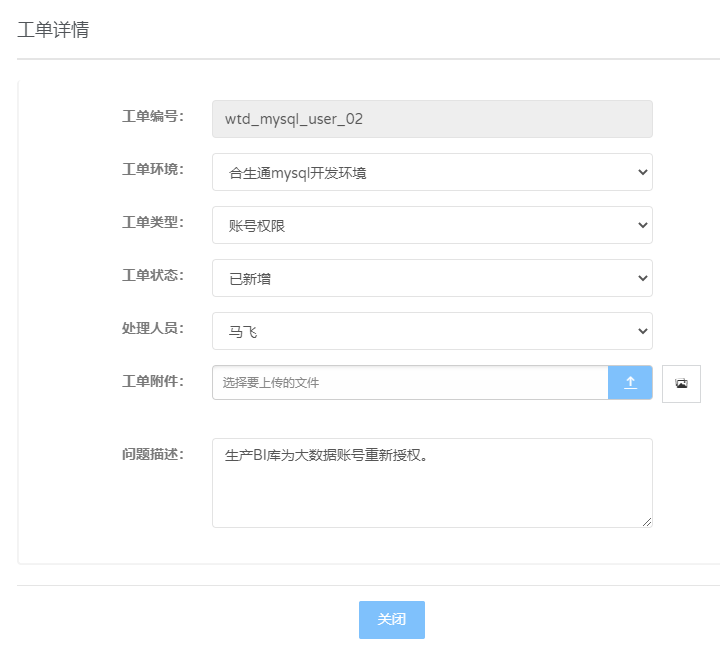 工单详情
工单编号：
wtd_mysql_user_02
工单环境：
合生通mysql开发环境
工单类型：
账号权限
工单状态：
已新增
处理人员：
马飞
工单附件：
选择要上传的文件
问题描述：
生产BI库为大数据账号重新授权。
关闭